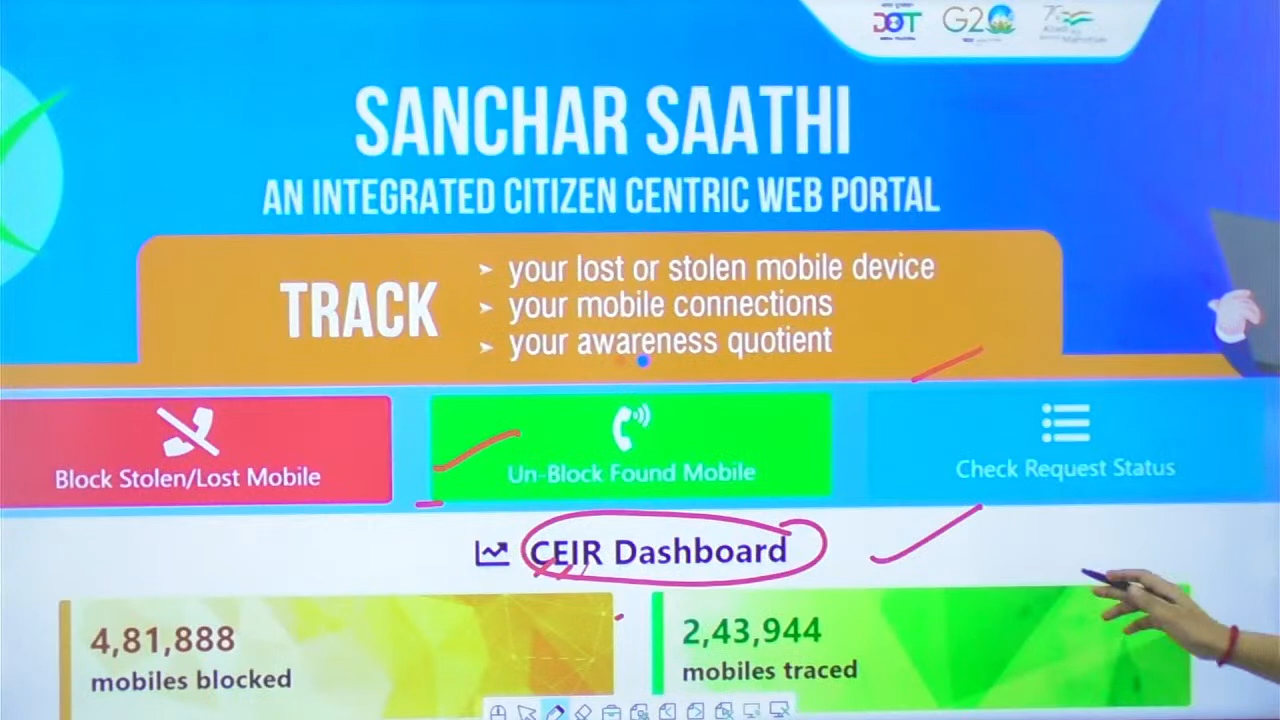 DOT G20
SANCHAR SAATHI
AN INTEGRATED CITIZEN CENTRIC WEB PORTAL
TRACK
➤ your lost or stolen mobile device
➤ your mobile connections
➤ your awareness quotient
Block Stolen/Lost Mobile
Un-Block Found Mobile
Check Request Status
CEIR Dashboard
4,81,888
mobiles blocked
2,43,944
mobiles traced